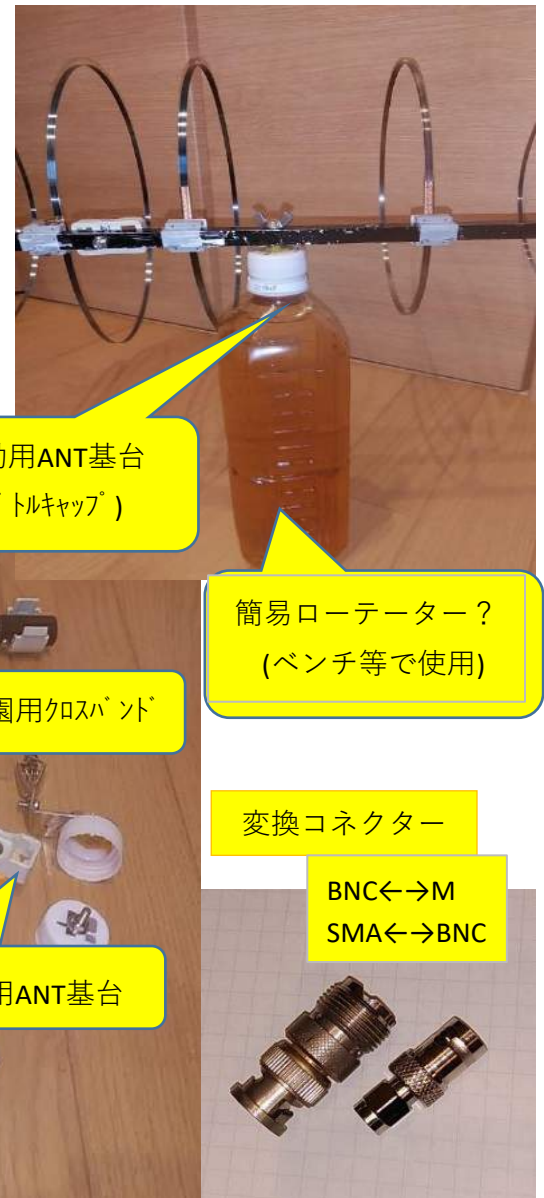 用ANT基台
ﾄﾙｷｬｯﾌﾟ)
簡易ローテーター？
(ベンチ等で使用)
園用ｸﾛｽﾊﾞﾝﾄﾞ
変換コネクター
BNC←→M
SMA←→BNC
用ANT基台